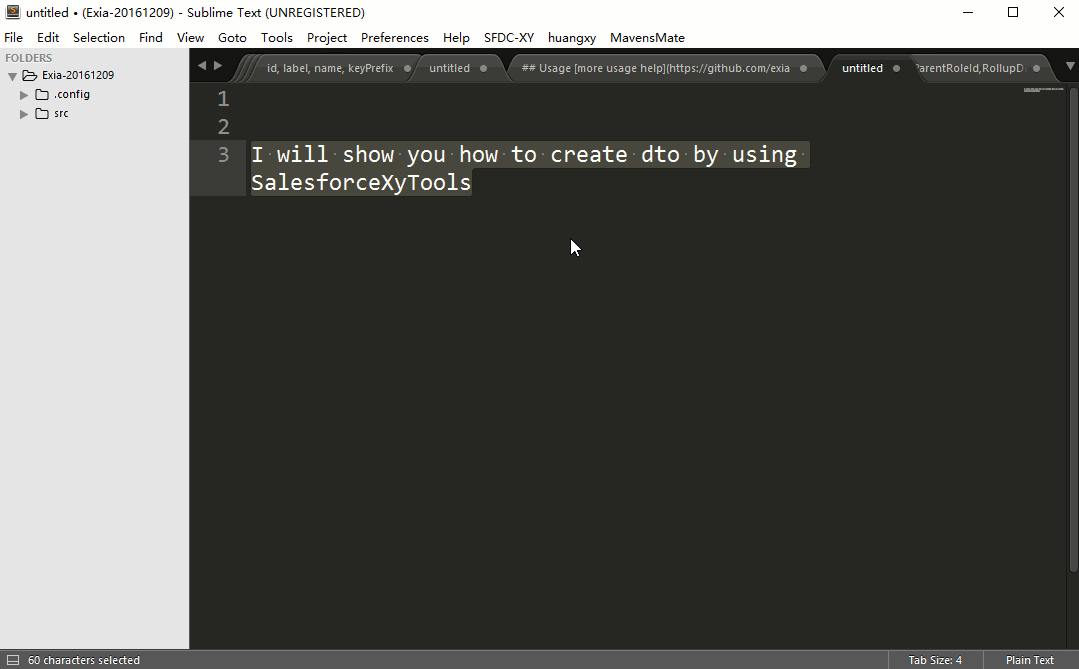 untitled • (Exia-20161209) - Sublime Text (UNREGISTERED)
File Edit Selection Find View Goto Tools Project Preferences Help SFDC-XY huangxy MavensMate
FOLDERS
Exia-20161209
.config
src
id, label, name, keyPrefix untitled ## Usage [more usage help](https://github.com/exia untitled ParentRoleId,RollupD
1
2
3 I will show you how to create dto by using
SalesforceXyTools
60 characters selected Tab Size: 4 Plain Text